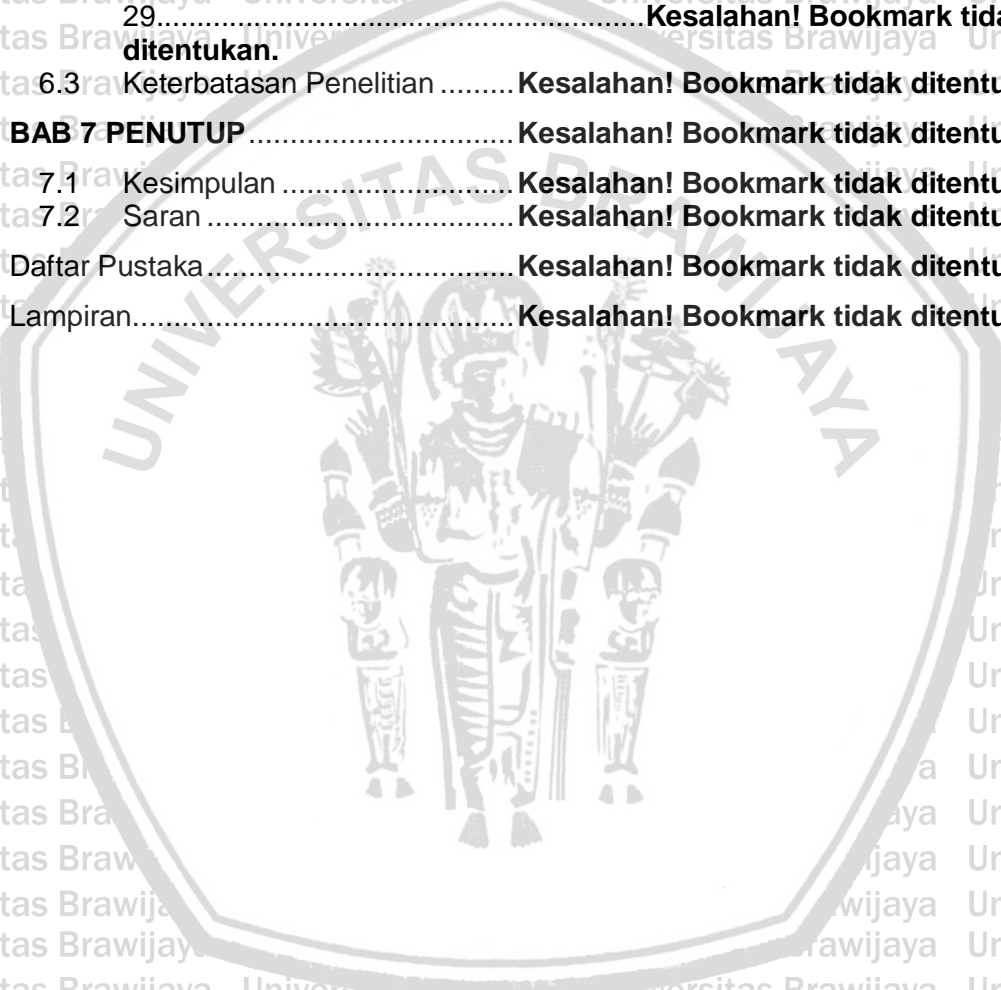 29............................................................Kesalahan! Bookmark tida
ditentukan.
6.3 Keterbatasan Penelitian .........Kesalahan! Bookmark tidak ditentu
BAB 7 PENUTUP................................Kesalahan! Bookmark tidak ditentu
7.1 Kesimpulan ............................Kesalahan! Bookmark tidak ditentu
7.2 Saran .....................................Kesalahan! Bookmark tidak ditentu
Daftar Pustaka.....................................Kesalahan! Bookmark tidak ditentu
Lampiran..............................................Kesalahan! Bookmark tidak ditentu
UNIVERSITAS BRAWIJAYA